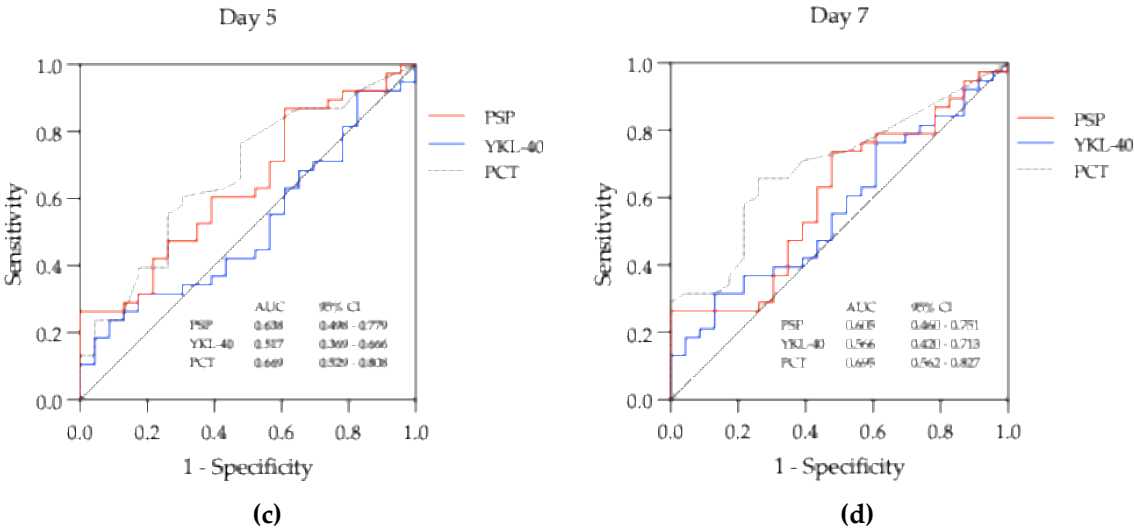 Day 5
1.0
0.8
0.6
0.4
0.2
0.0
Sensitivity
0.0 0.2 0.4 0.6 0.8 1.0
1 - Specificity
PSP
YKL-40
PCT
AUC 95% CI
PSP 0.638 0.498 - 0.779
YKL-40 0.517 0.369 - 0.666
PCT 0.669 0.529 - 0.808
(c)
Day 7
1.0
0.8
0.6
0.4
0.2
0.0
Sensitivity
0.0 0.2 0.4 0.6 0.8 1.0
1 - Specificity
PSP
YKL-40
PCT
AUC 95% CI
PSP 0.605 0.460 - 0.751
YKL-40 0.566 0.420 - 0.713
PCT 0.695 0.562 - 0.827
(d)